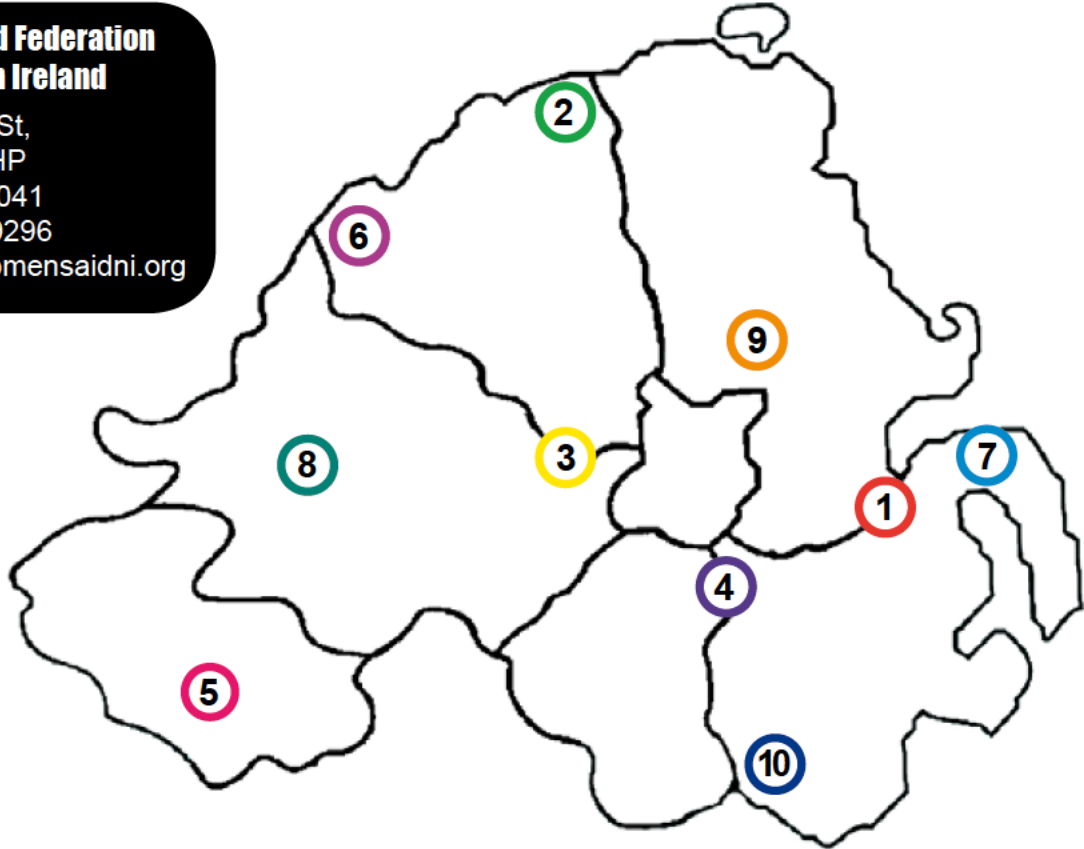 d Federation
n Ireland
St,
HP
041
0296
omensaidni.org
2
6
9
3
8
7
1
4
5
10